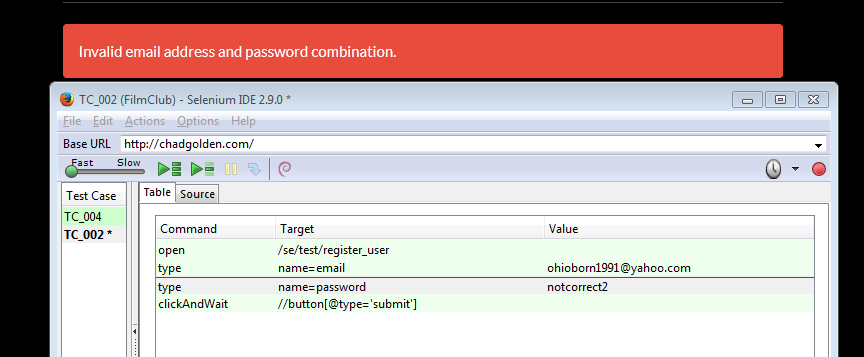 Invalid email address and password combination.
TC_002 (FilmClub) - Selenium IDE 2.9.0 *
File Edit Actions Options Help
Base URL http://chadgolden.com/
Fast Slow
Test Case Table Source
TC_004
TC_002 *
Command Target Value
open /se/test/register_user
type name=email ohioborn1991@yahoo.com
type name=password notcorrect2
clickAndWait //button[@type='submit']